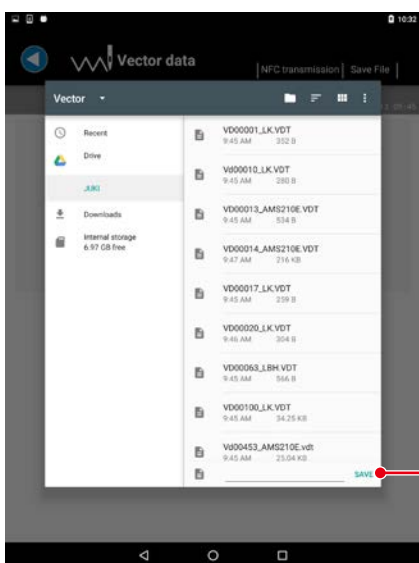 10:32
Vector data
NFC transmission
Save File
Vector
09:45
Recent
Drive
JUKI
Downloads
Internal storage
6.97 GB free
VD00001_LK.VDT
9:45 AM 352 B
Vd00010_LK.VDT
9:45 AM 280 B
VD00013_AMS210E.VDT
9:45 AM 534 B
VD00014_AMS210E.VDT
9:47 AM 216 KB
VD00017_LK.VDT
9:45 AM 259 B
VD00020_LK.VDT
9:46 AM 304 B
VD00063_LBH.VDT
9:45 AM 566 B
VD00100_LK.VDT
9:45 AM 34.25 KB
Vd00453_AMS210E.vdt
9:45 AM 25.04 KB
SAVE